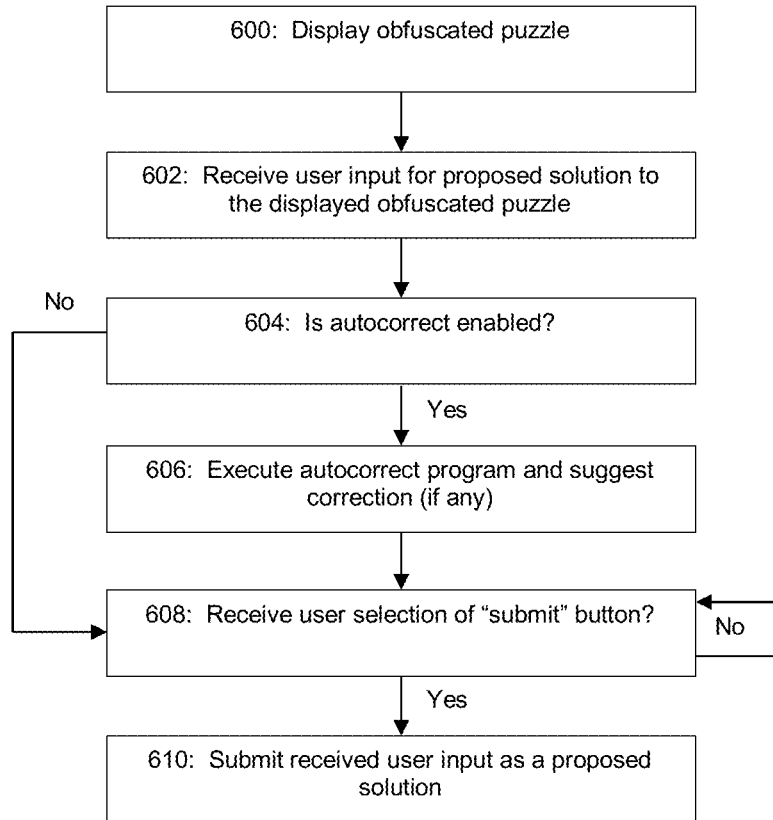 600: Display obfuscated puzzle
602: Receive user input for proposed solution to
the displayed obfuscated puzzle
No
604: Is autocorrect enabled?
Yes
606: Execute autocorrect program and suggest
correction (if any)
608: Receive user selection of “submit” button?
No
Yes
610: Submit received user input as a proposed
solution